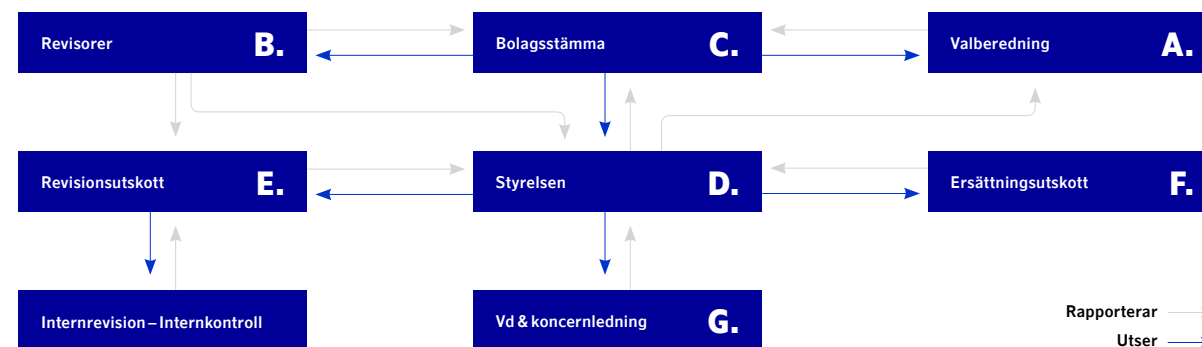 Revisorer B.
Bolagsstämma C.
Valberedning A.
Revisionsutskott E.
Styrelsen D.
Ersättningsutskott F.
Internrevision – Internkontroll
Vd & koncernledning G.
Rapporterar
Utser